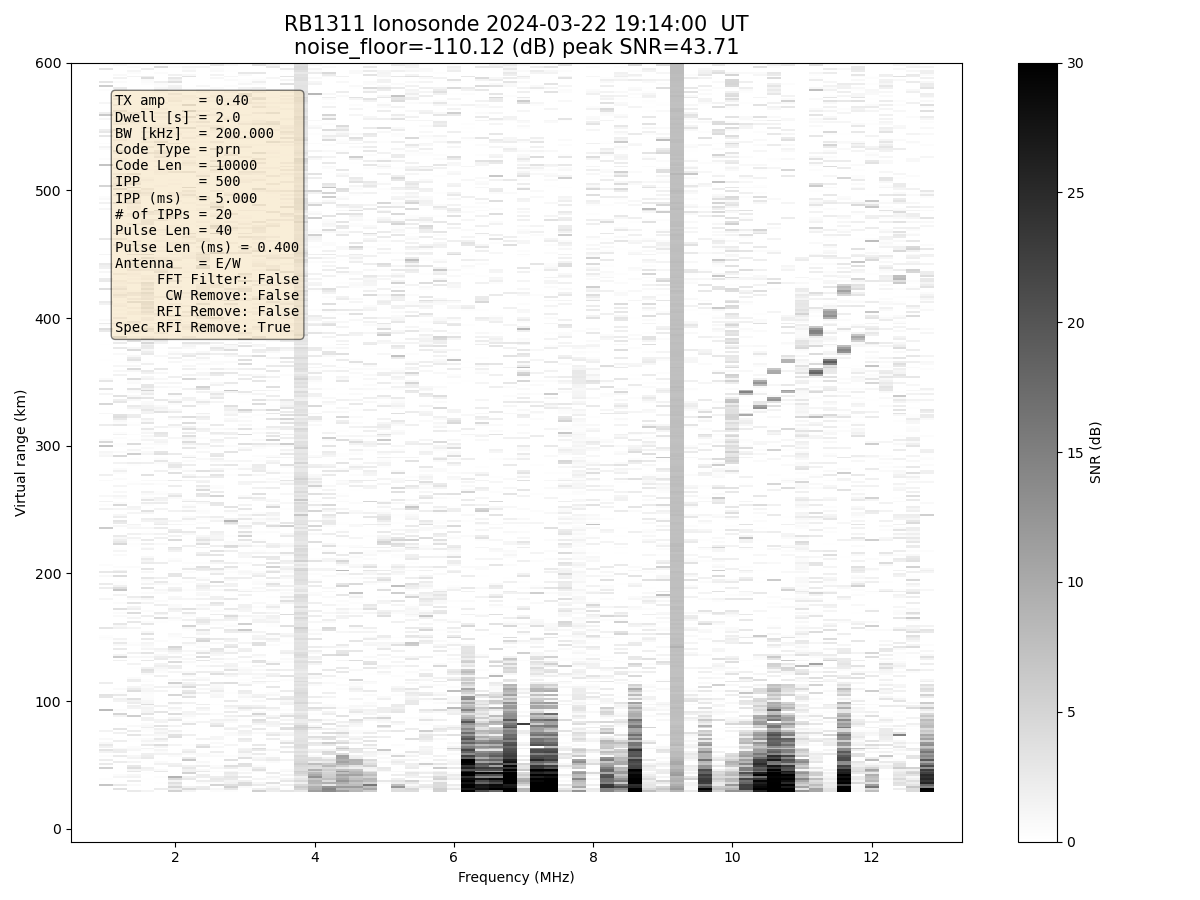 RB1311 Ionosonde 2024-03-22 19:14:00  UT
noise_floor=-110.12 (dB) peak SNR=43.71
TX amp    = 0.40
Dwell [s] = 2.0
BW [kHz]  = 200.000
Code Type = prn
Code Len  = 10000
IPP       = 500
IPP (ms)  = 5.000
# of IPPs = 20
Pulse Len = 40
Pulse Len (ms) = 0.400
Antenna   = E/W
FFT Filter: False
CW Remove: False
RFI Remove: False
Spec RFI Remove: True
600
500
400
300
200
100
0
Virtual range (km)
2
4
6
8
10
12
Frequency (MHz)
30
25
20
15
10
5
0
SNR (dB)